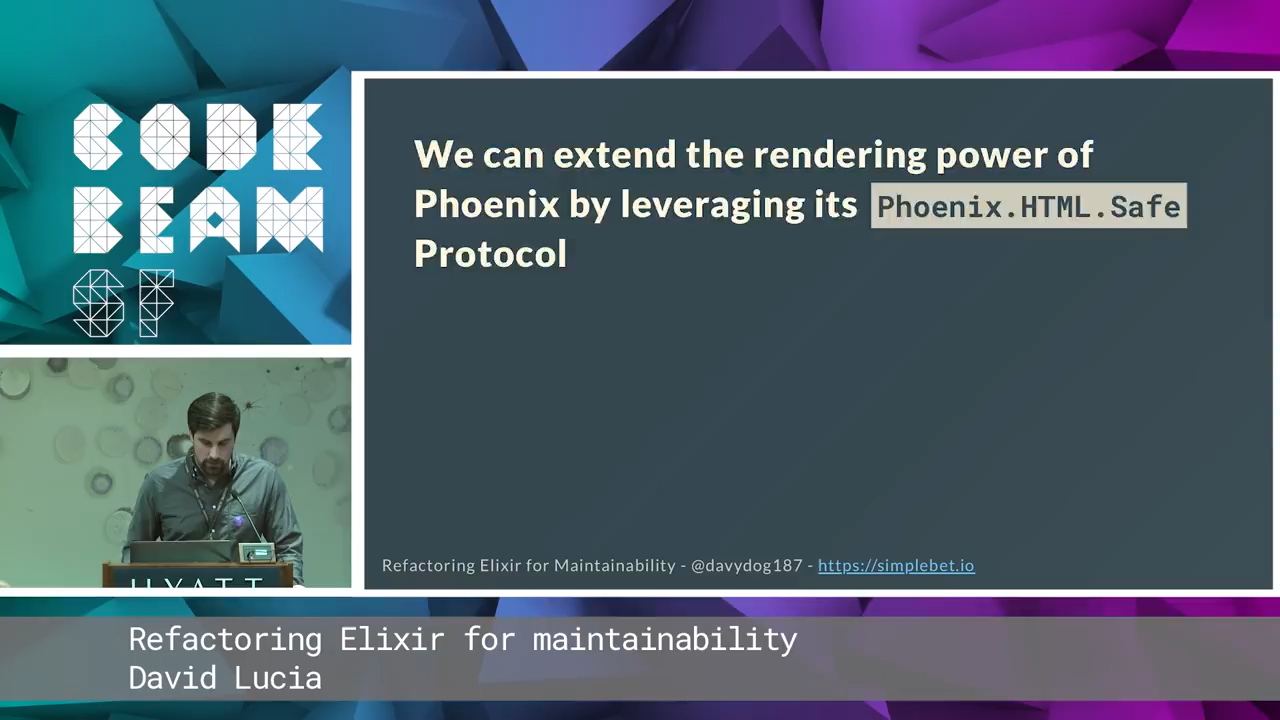 CODE
BEAM
SF
We can extend the rendering power of
Phoenix by leveraging its Phoenix.HTML.Safe
Protocol
Refactoring Elixir for Maintainability - @davydog187 - https://simplebet.io
HYATT
Refactoring Elixir for maintainability
David Lucia